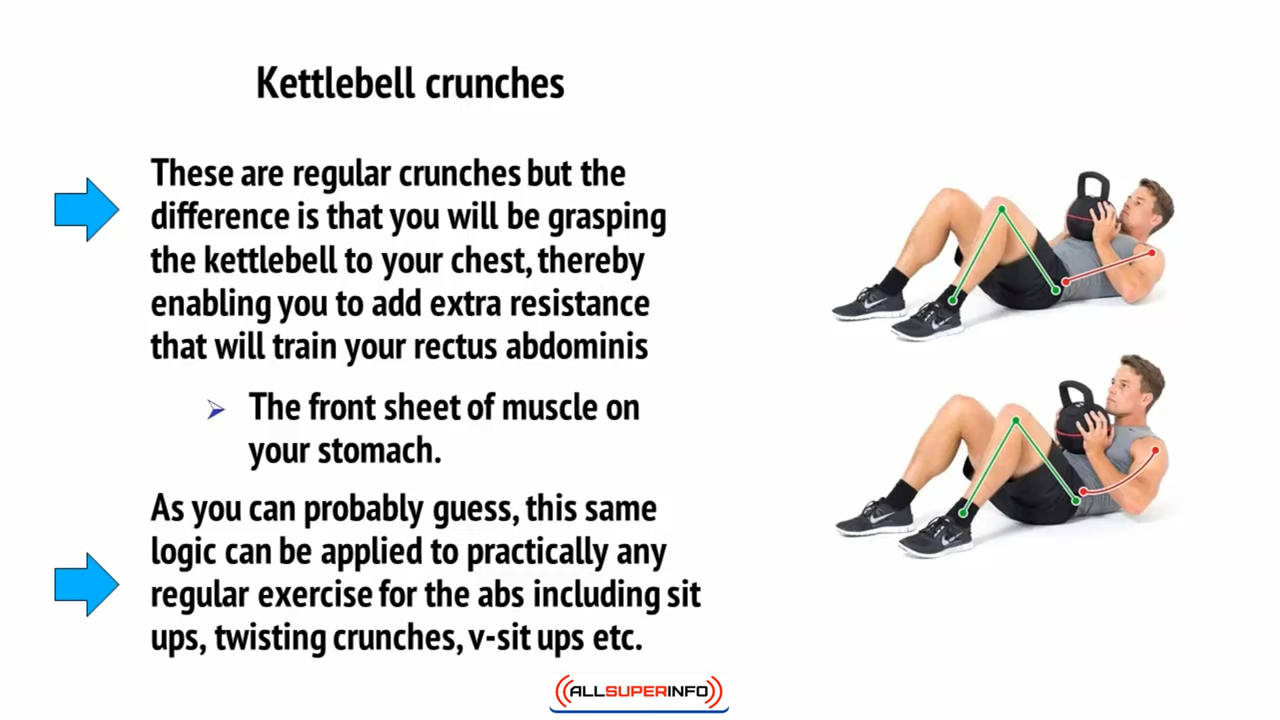 Kettlebell crunches
These are regular crunches but the
difference is that you will be grasping
the kettlebell to your chest, thereby
enabling you to add extra resistance
that will train your rectus abdominis
The front sheet of muscle on
your stomach.
As you can probably guess, this same
logic can be applied to practically any
regular exercise for the abs including sit
ups, twisting crunches, v-sit ups etc.
ALLSUPERINFO